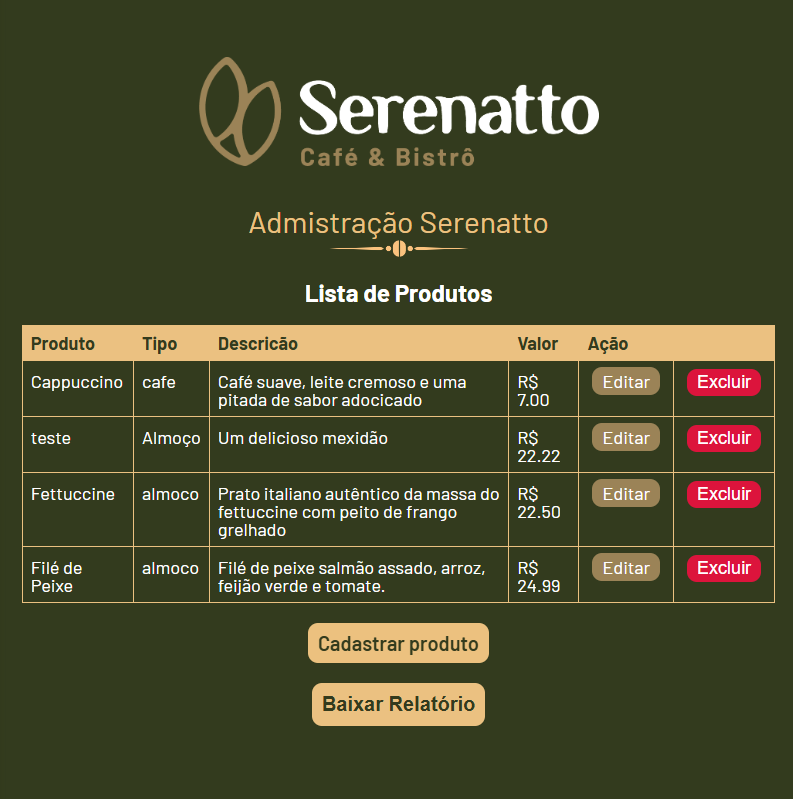 Serenatto
Café & Bistrô
Admistração Serenatto
Lista de Produtos
Produto Tipo Descricão Valor Ação
Cappuccino cafe Café suave, leite cremoso e uma R$ Editar Excluir
pitada de sabor adocicado 7.00
teste Almoço Um delicioso mexidão R$ Editar Excluir
22.22
Fettuccine almoco Prato italiano autêntico da massa do R$ Editar Excluir
fettuccine com peito de frango 22.50
grelhado
Filé de almoco Filé de peixe salmão assado, arroz, R$ Editar Excluir
Peixe feijão verde e tomate. 24.99
Cadastrar produto
Baixar Relatório